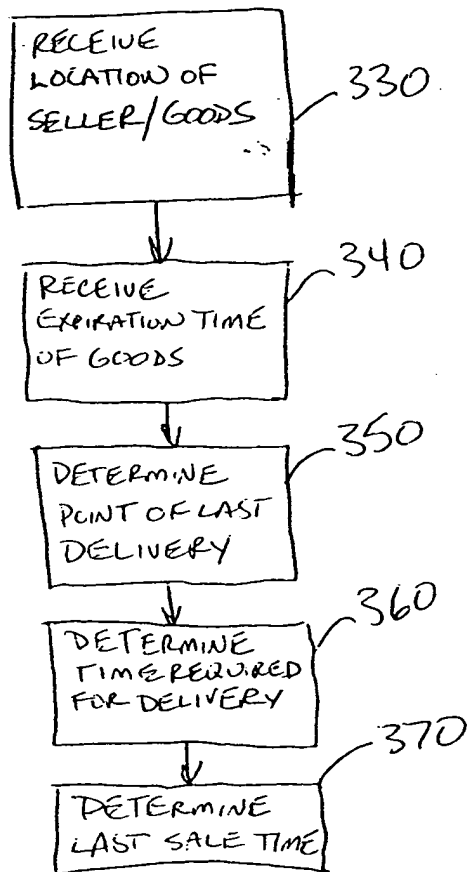 RECEIVE
LOCATION OF
SELLER/GOODS
330
RECEIVE
EXPIRATION TIME
OF GOODS
340
DETERMINE
POINT OF LAST
DELIVERY
350
DETERMINE
TIME REQUIRED
FOR DELIVERY
360
DETERMINE
LAST SALE TIME
370